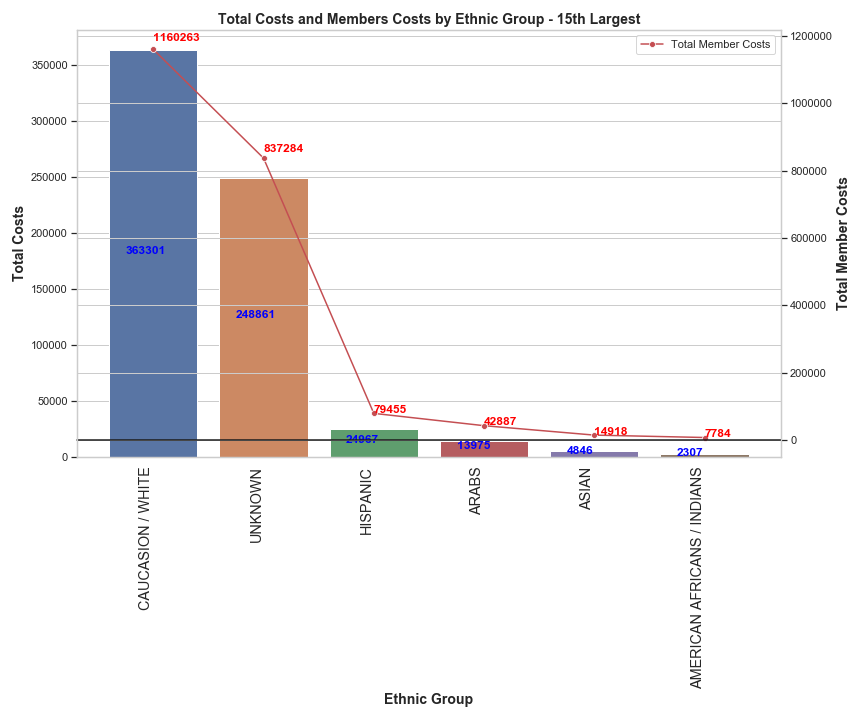 Total Costs and Members Costs by Ethnic Group - 15th Largest
Total Member Costs
1160263
837284
79455
42887
14918
7784
363301
248861
24967
13975
4846
2307
350000
300000
250000
200000
150000
100000
50000
0
1200000
1000000
800000
600000
400000
200000
0
Total Costs
Total Member Costs
CAUCASION / WHITE
UNKNOWN
HISPANIC
ARABS
ASIAN
AMERICAN AFRICANS / INDIANS
Ethnic Group